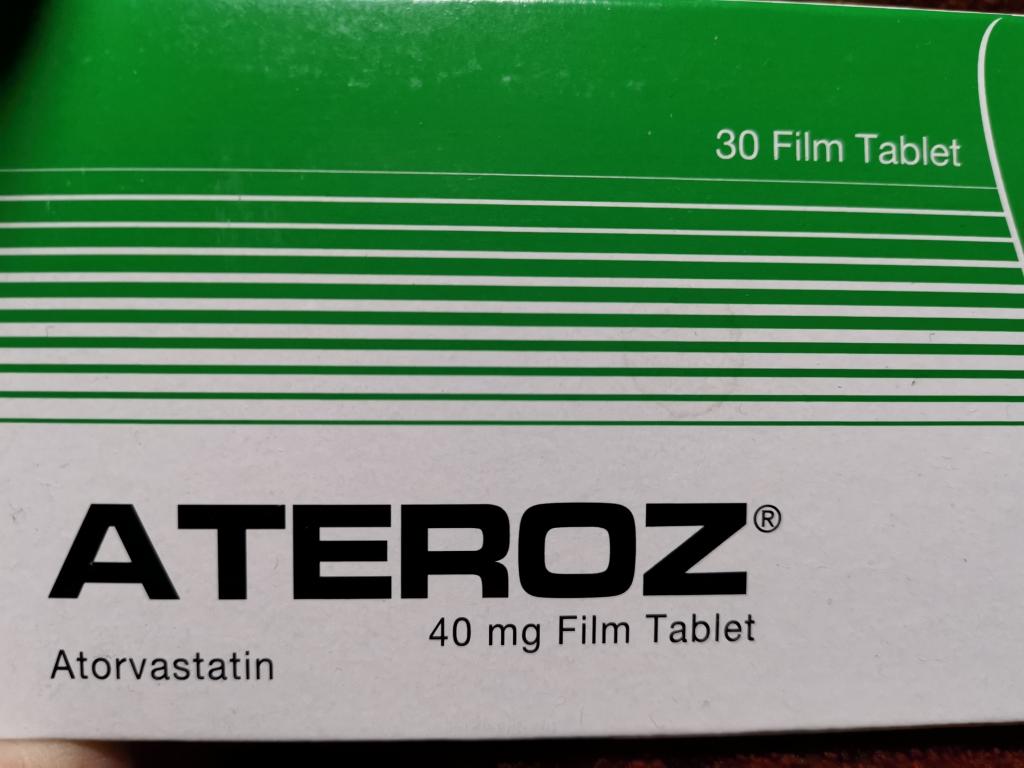 30 Film Tablet
ATEROZ®
40 mg Film Tablet
Atorvastatin